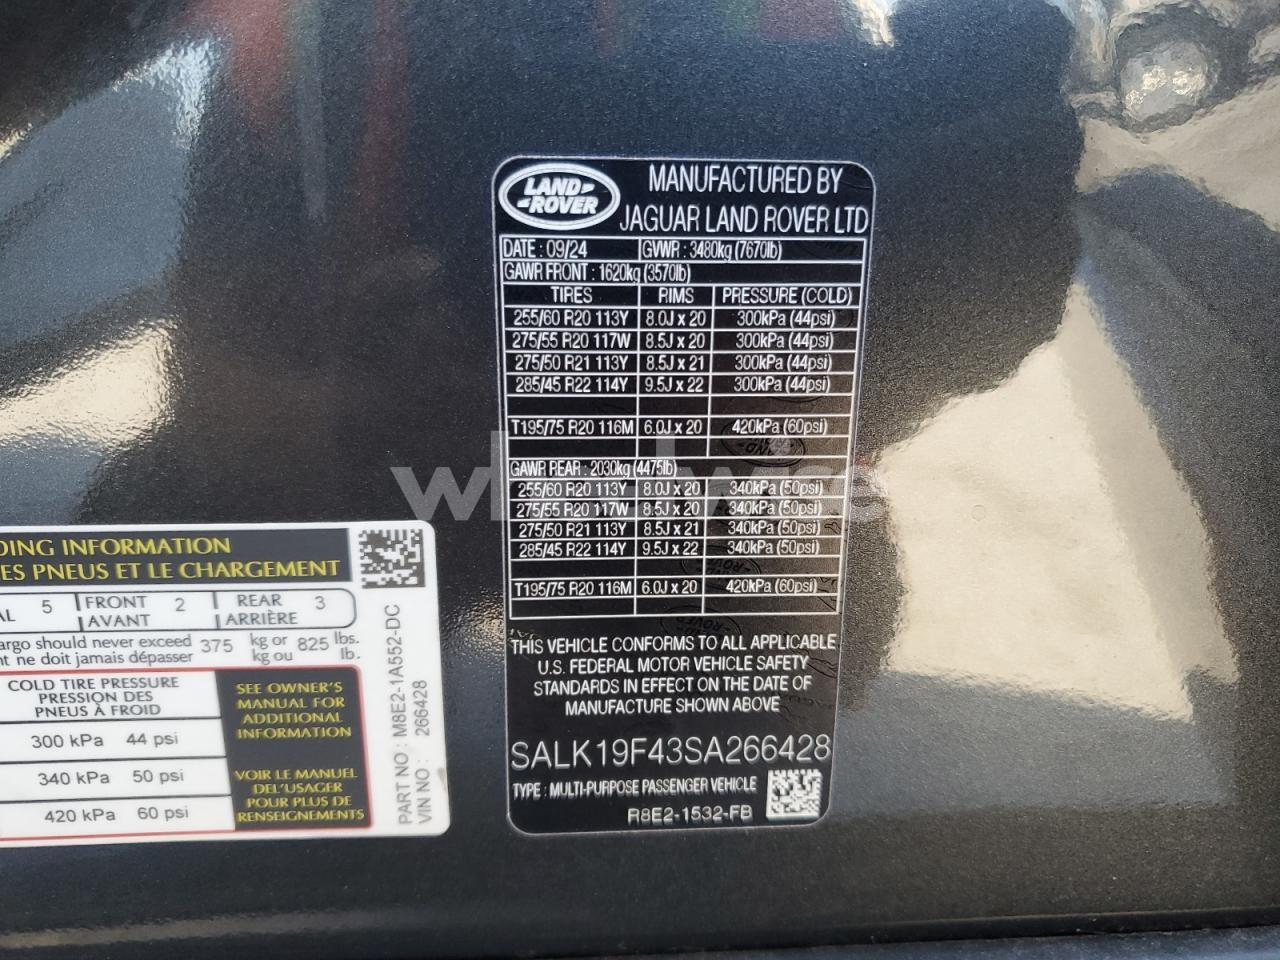 LAND ROVER
MANUFACTURED BY
JAGUAR LAND ROVER LTD
DATE : 09/24 GVWR : 3480kg (7670lb)
GAWR FRONT : 1620kg (3570lb)
TIRES RIMS PRESSURE (COLD)
255/60 R20 113Y 8.0J x 20 300kPa (44psi)
275/55 R20 117W 8.5J x 20 300kPa (44psi)
275/50 R21 113Y 8.5J x 21 300kPa (44psi)
285/45 R22 114Y 9.5J x 22 300kPa (44psi)
T195/75 R20 116M 6.0J x 20 420kPa (60psi)
GAWR REAR : 2030kg (4475lb)
255/60 R20 113Y 8.0J x 20 340kPa (50psi)
275/55 R20 117W 8.5J x 20 340kPa (50psi)
275/50 R21 113Y 8.5J x 21 340kPa (50psi)
285/45 R22 114Y 9.5J x 22 340kPa (50psi)
T195/75 R20 116M 6.0J x 20 420kPa (60psi)
THIS VEHICLE CONFORMS TO ALL APPLICABLE
U.S. FEDERAL MOTOR VEHICLE SAFETY
STANDARDS IN EFFECT ON THE DATE OF
MANUFACTURE SHOWN ABOVE
SALK19F43SA266428
TYPE : MULTI-PURPOSE PASSENGER VEHICLE
R8E2-1532-FB
DING INFORMATION
ES PNEUS ET LE CHARGEMENT
AL 5 FRONT 2 REAR 3
AVANT ARRIÈRE
argo should never exceed 375 kg or 825 lbs.
nt ne doit jamais dépasser kg ou lb.
COLD TIRE PRESSURE
PRESSION DES
PNEUS À FROID
300 kPa 44 psi
340 kPa 50 psi
420 kPa 60 psi
SEE OWNER'S
MANUAL FOR
ADDITIONAL
INFORMATION
VOIR LE MANUEL
DEL'USAGER
POUR PLUS DE
RENSEIGNEMENTS
PART NO : M8E2-1A552-DC
VIN NO : 266428